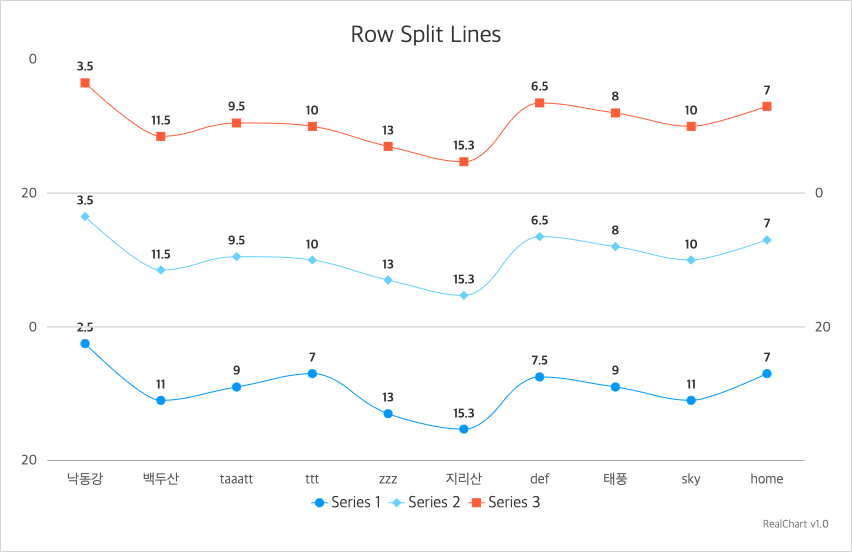 Row Split Lines
0
3.5 11.5 9.5 10 13 15.3 6.5 8 10 7
20 0
3.5 11.5 9.5 10 13 15.3 6.5 8 10 7
0 20
2.5 11 9 7 13 15.3 7.5 9 11 7
20
낙동강 백두산 taaatt ttt zzz 지리산 def 태풍 sky home
Series 1 Series 2 Series 3
RealChart v1.0